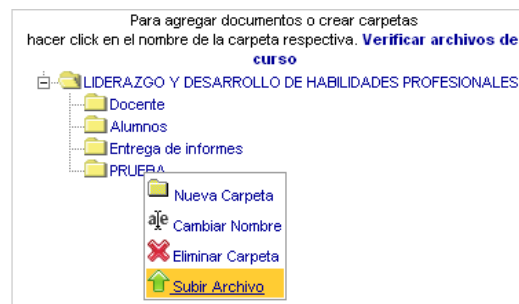 Para agregar documentos o crear carpetas
hacer click en el nombre de la carpeta respectiva. Verificar archivos de
curso
LIDERAZGO Y DESARROLLO DE HABILIDADES PROFESIONALES
Docente
Alumnos
Entrega de informes
PRUEBA
Nueva Carpeta
Cambiar Nombre
Eliminar Carpeta
Subir Archivo